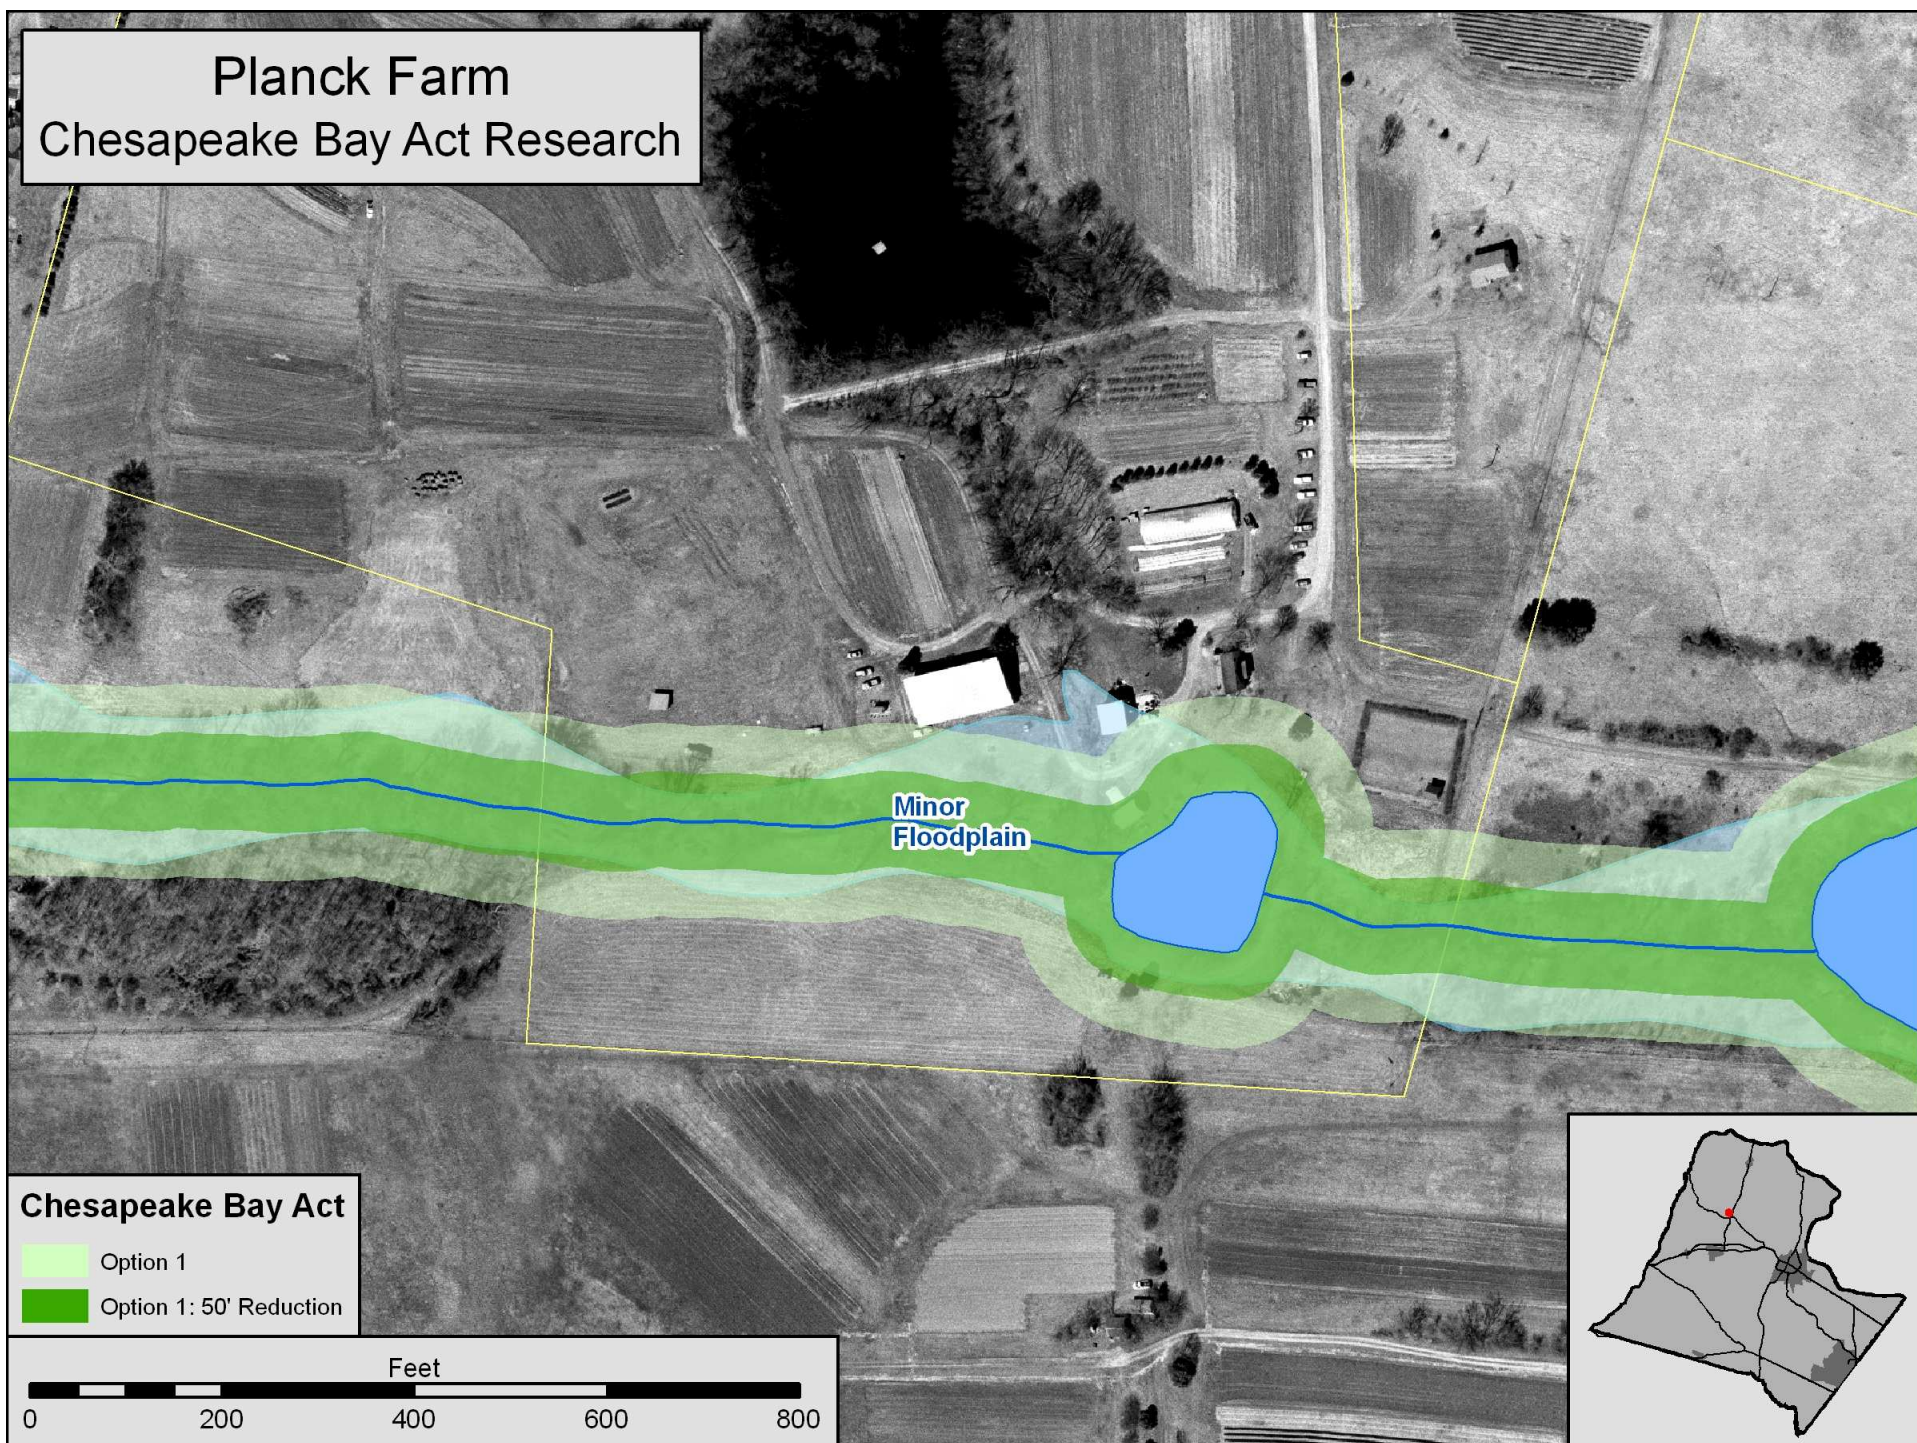 Planck Farm
Chesapeake Bay Act Research
Minor
Floodplain
Chesapeake Bay Act
Option 1
Option 1: 50' Reduction
Feet
0 200 400 600 800